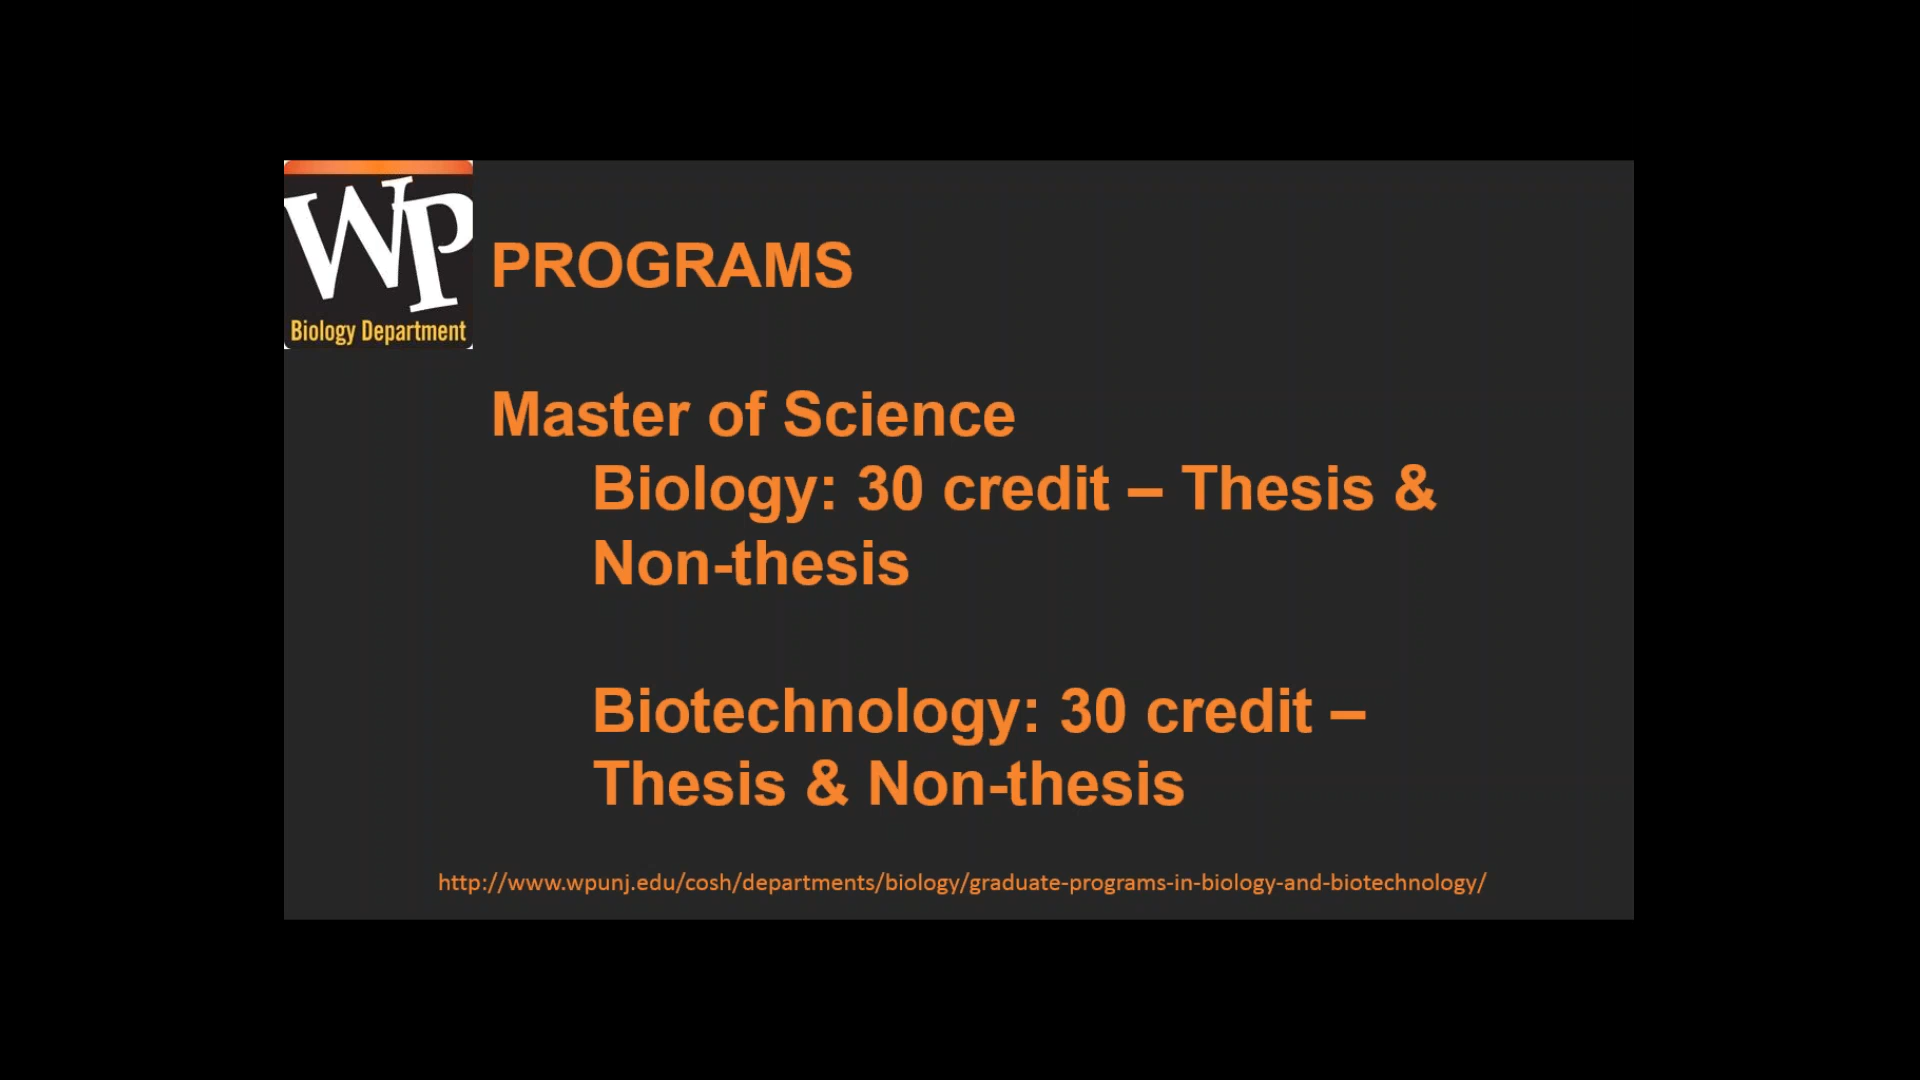 WP
Biology Department
PROGRAMS
Master of Science
Biology: 30 credit – Thesis &
Non-thesis
Biotechnology: 30 credit –
Thesis & Non-thesis
http://www.wpunj.edu/cosh/departments/biology/graduate-programs-in-biology-and-biotechnology/